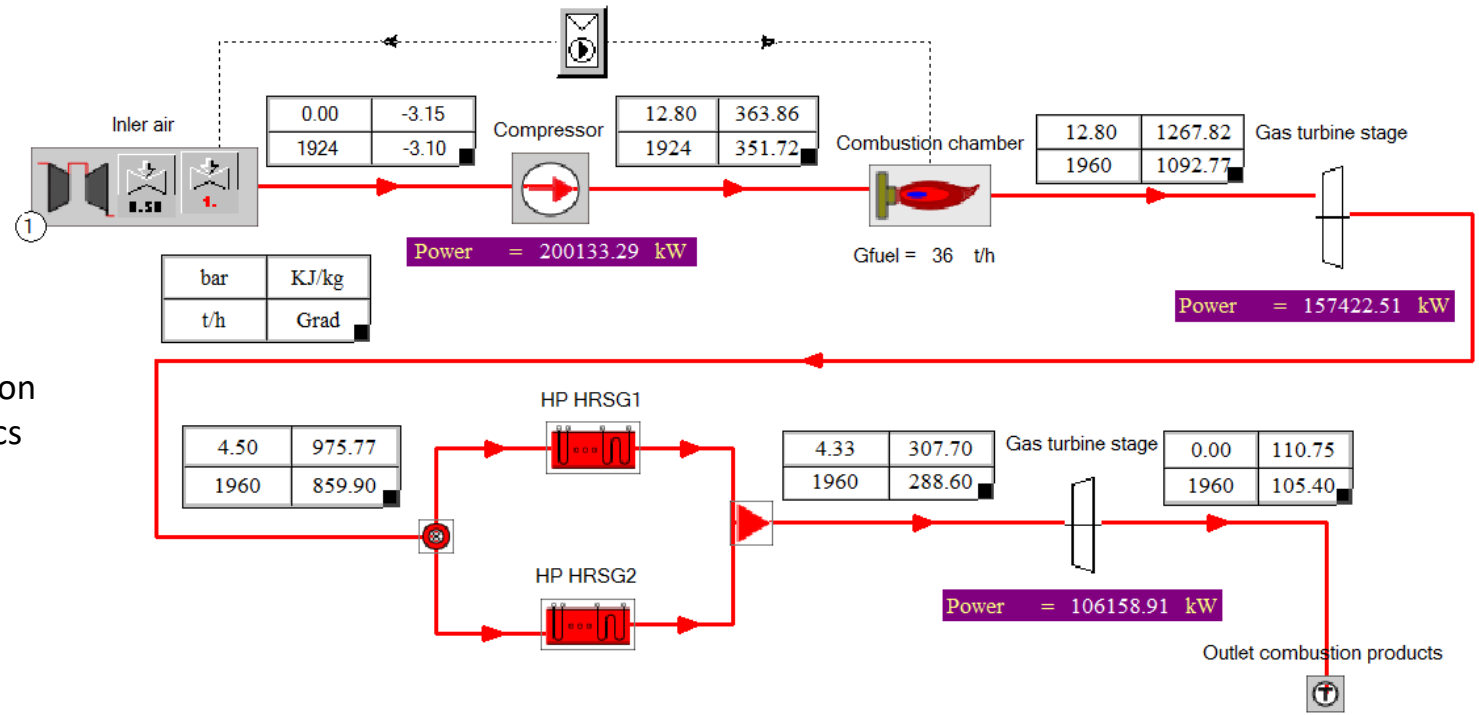 Inler air
0.00 -3.15
1924 -3.10
Compressor
12.80 363.86
1924 351.72
Combustion chamber
12.80 1267.82
1960 1092.77
Gas turbine stage
0.50
1.
1
Power = 200133.29 kW
Gfuel = 36 t/h
bar KJ/kg
t/h Grad
Power = 157422.51 kW
on
cs
HP HRSG1
4.50 975.77
1960 859.90
4.33 307.70
1960 288.60
Gas turbine stage
0.00 110.75
1960 105.40
HP HRSG2
Power = 106158.91 kW
Outlet combustion products
T